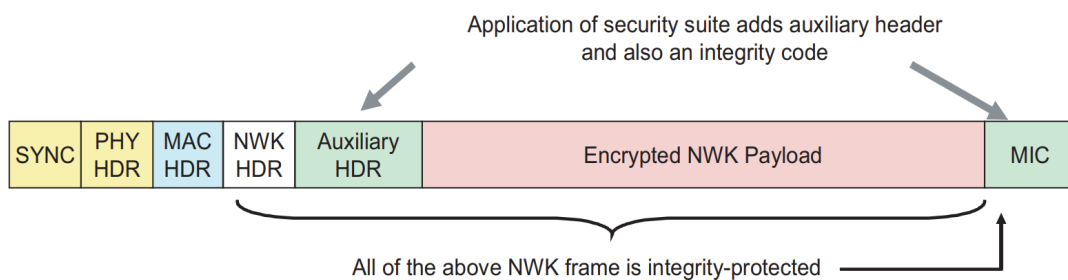 Application of security suite adds auxiliary header
and also an integrity code
SYNC
PHY
HDR
MAC
HDR
NWK
HDR
Auxiliary
HDR
Encrypted NWK Payload
MIC
All of the above NWK frame is integrity-protected